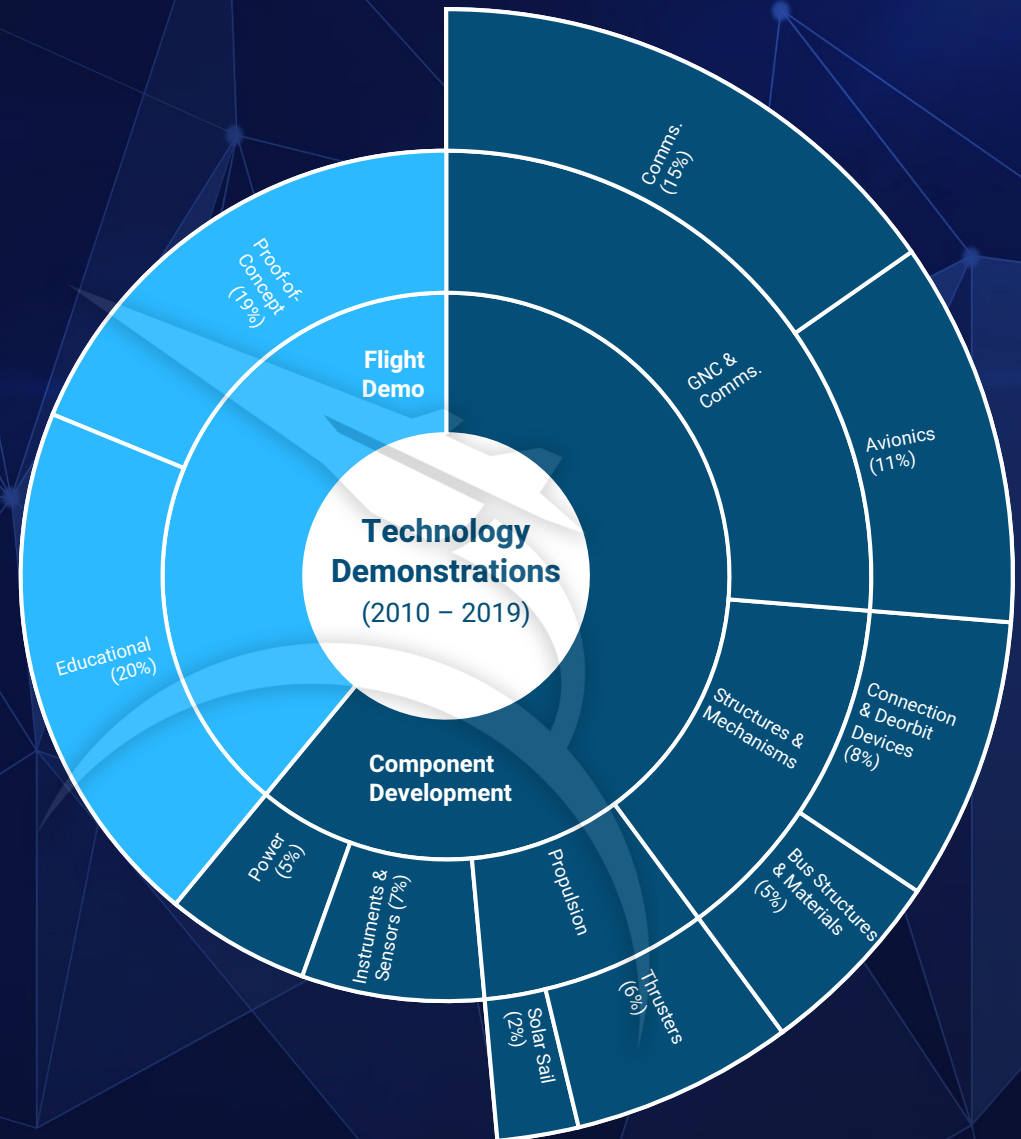 Technology
Demonstrations
(2010 – 2019)
Flight
Demo
Proof-of-
Concept
(19%)
Educational
(20%)
Component
Development
GNC &
Comms.
Comms.
(15%)
Avionics
(11%)
Structures &
Mechanisms
Connection
& Deorbit
Devices
(8%)
Bus Structures
& Materials
(5%)
Propulsion
Thrusters
(6%)
Solar Sail
(2%)
Instruments &
Sensors (7%)
Power
(5%)